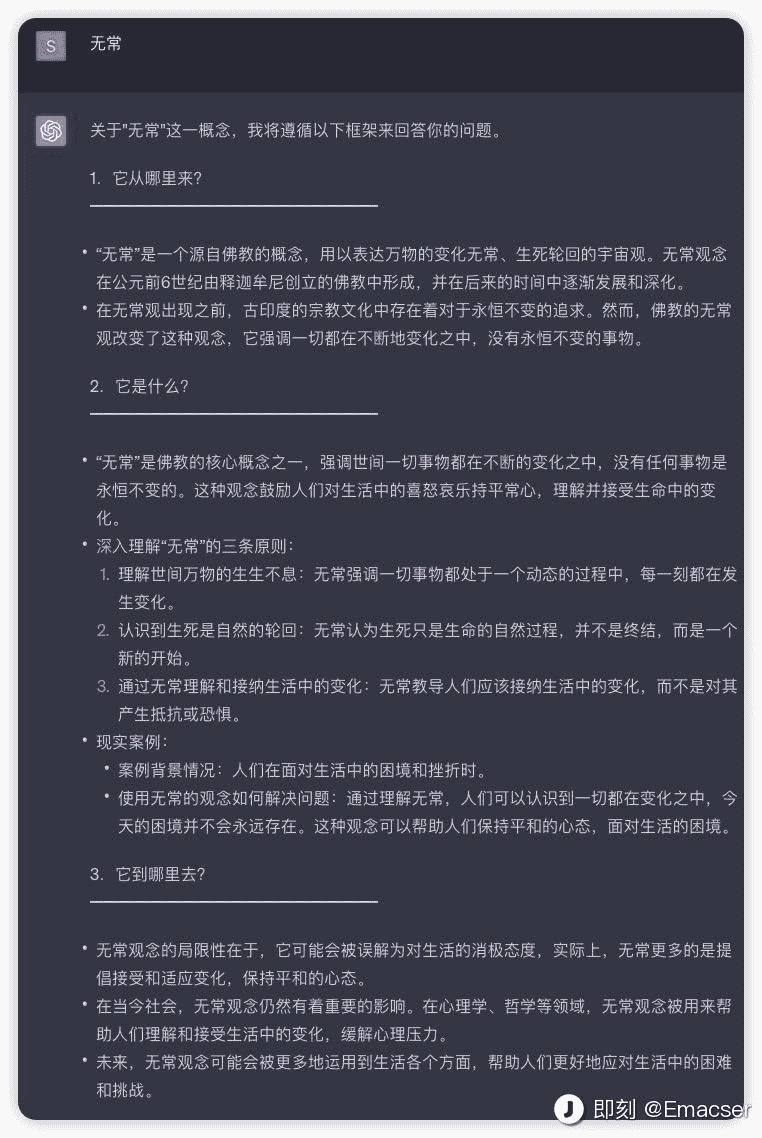 S 无常
关于"无常"这一概念，我将遵循以下框架来回答你的问题。
1. 它从哪里来？
• “无常”是一个源自佛教的概念，用以表达万物的变化无常、生死轮回的宇宙观。无常观念
在公元前6世纪由释迦牟尼创立的佛教中形成，并在后来的时间中逐渐发展和深化。
• 在无常观出现之前，古印度的宗教文化中存在着对于永恒不变的追求。然而，佛教的无常
观改变了这种观念，它强调一切都在不断地变化之中，没有永恒不变的事物。
2. 它是什么？
• “无常”是佛教的核心概念之一，强调世间一切事物都在不断的变化之中，没有任何事物是
永恒不变的。这种观念鼓励人们对生活中的喜怒哀乐持平常心，理解并接受生命中的变
化。
• 深入理解“无常”的三条原则：
1. 理解世间万物的生生不息：无常强调一切事物都处于一个动态的过程中，每一刻都在发
生变化。
2. 认识到生死是自然的轮回：无常认为生死只是生命的自然过程，并不是终结，而是一个
新的开始。
3. 通过无常理解和接纳生活中的变化：无常教导人们应该接纳生活中的变化，而不是对其
产生抵抗或恐惧。
• 现实案例：
• 案例背景情况：人们在面对生活中的困境和挫折时。
• 使用无常的观念如何解决问题：通过理解无常，人们可以认识到一切都在变化之中，今
天的困境并不会永远存在。这种观念可以帮助人们保持平和的心态，面对生活的困境。
3. 它到哪里去？
• 无常观念的局限性在于，它可能会被误解为对生活的消极态度，实际上，无常更多的是提
倡接受和适应变化，保持平和的心态。
• 在当今社会，无常观念仍然有着重要的影响。在心理学、哲学等领域，无常观念被用来帮
助人们理解和接受生活中的变化，缓解心理压力。
• 未来，无常观念可能会被更多地运用到生活各个方面，帮助人们更好地应对生活中的困难
和挑战。
即刻 @Emacser